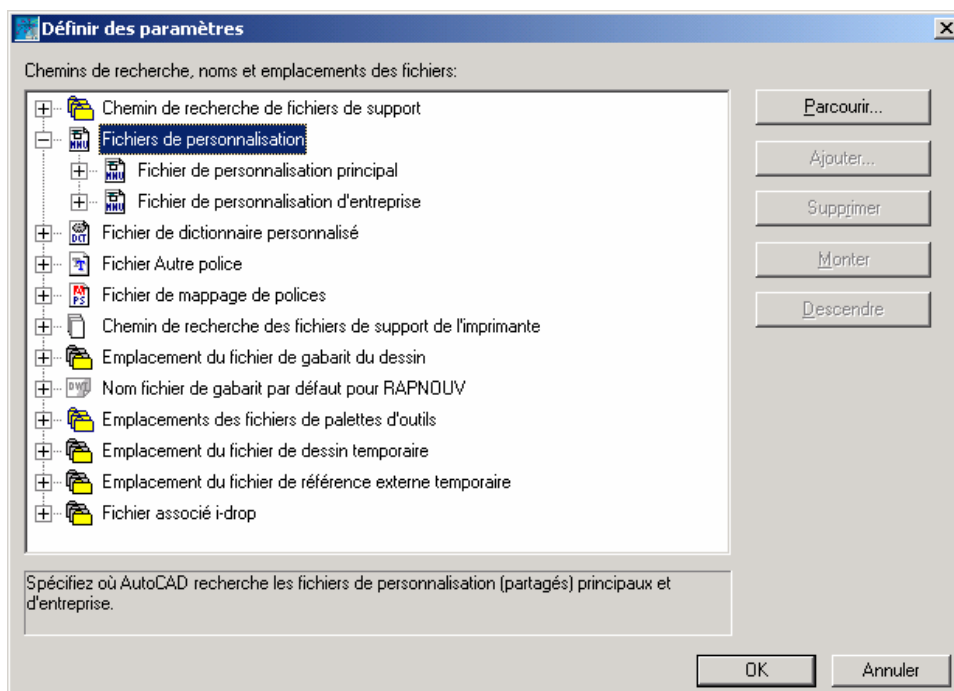 Définir des paramètres
Chemins de recherche, noms et emplacements des fichiers:
Chemin de recherche de fichiers de support
Fichiers de personnalisation
Fichier de personnalisation principal
Fichier de personnalisation d'entreprise
Fichier de dictionnaire personnalisé
Fichier Autre police
Fichier de mappage de polices
Chemin de recherche des fichiers de support de l'imprimante
Emplacement du fichier de gabarit du dessin
Nom fichier de gabarit par défaut pour RAPNOUV
Emplacements des fichiers de palettes d'outils
Emplacement du fichier de dessin temporaire
Emplacement du fichier de référence externe temporaire
Fichier associé i-drop
Parcourir...
Ajouter...
Supprimer
Monter
Descendre
Spécifiez où AutoCAD recherche les fichiers de personnalisation (partagés) principaux et
d'entreprise.
OK
Annuler